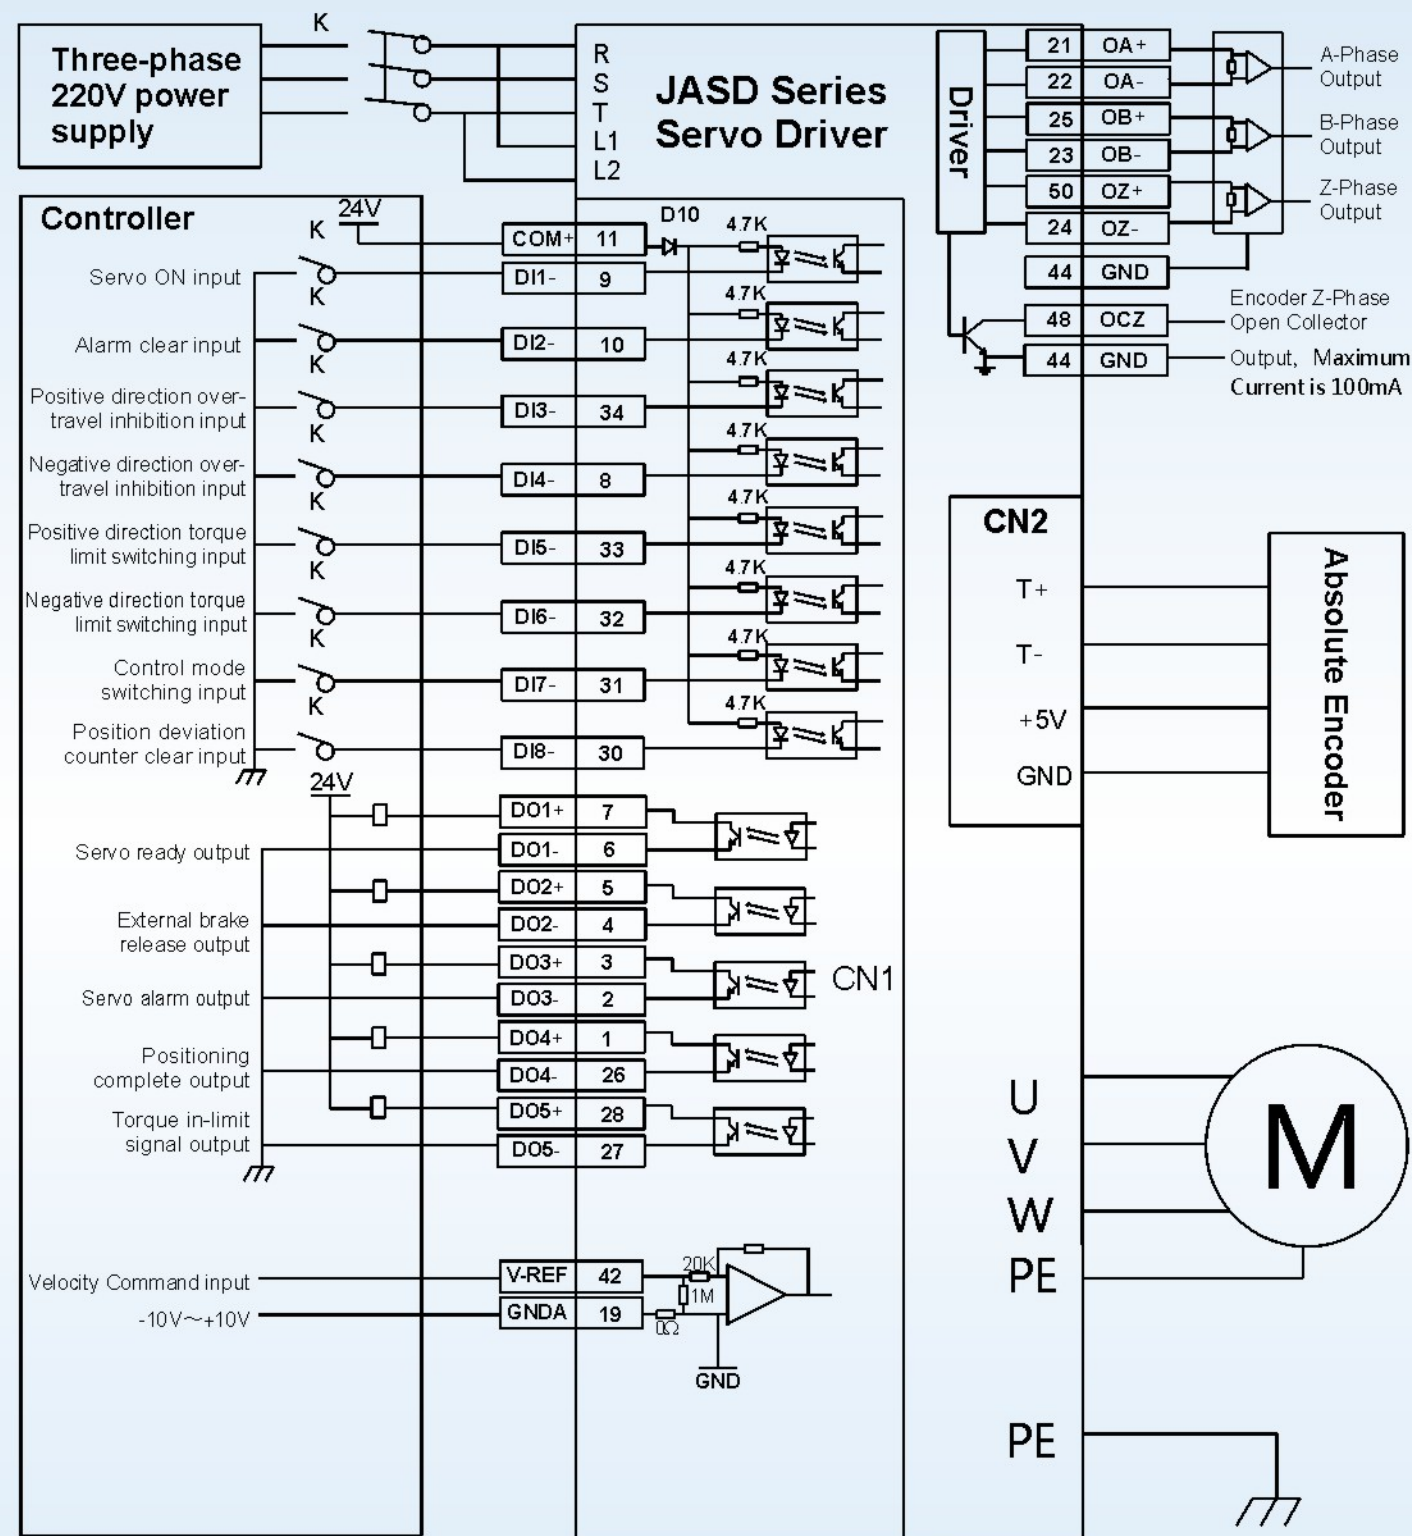 K
Three-phase
220V power
supply
R
S
T
L1
L2
JASD Series
Servo Driver
Driver
21 OA+
22 OA-
25 OB+
23 OB-
50 OZ+
24 OZ-
44 GND
48 OCZ
44 GND
A-Phase
Output
B-Phase
Output
Z-Phase
Output
Encoder Z-Phase
Open Collector
Output, Maximum
Current is 100mA
Controller
24V
K
COM+ 11
D10
4.7K
Servo ON input
K
DI1- 9
4.7K
Alarm clear input
K
DI2- 10
4.7K
Positive direction over-
travel inhibition input
K
DI3- 34
4.7K
Negative direction over-
travel inhibition input
K
DI4- 8
4.7K
Positive direction torque
limit switching input
K
DI5- 33
4.7K
Negative direction torque
limit switching input
K
DI6- 32
4.7K
Control mode
switching input
K
DI7- 31
4.7K
Position deviation
counter clear input
DI8- 30
24V
DO1+ 7
Servo ready output
DO1- 6
DO2+ 5
External brake
release output
DO2- 4
DO3+ 3
Servo alarm output
DO3- 2
CN1
DO4+ 1
Positioning
complete output
DO4- 26
DO5+ 28
Torque in-limit
signal output
DO5- 27
Velocity Command input
V-REF 42
20K
1M
-10V～+10V
GNDA 19
0Ω
GND
CN2
T+
T-
+5V
GND
Absolute Encoder
U
V
W
PE
M
PE